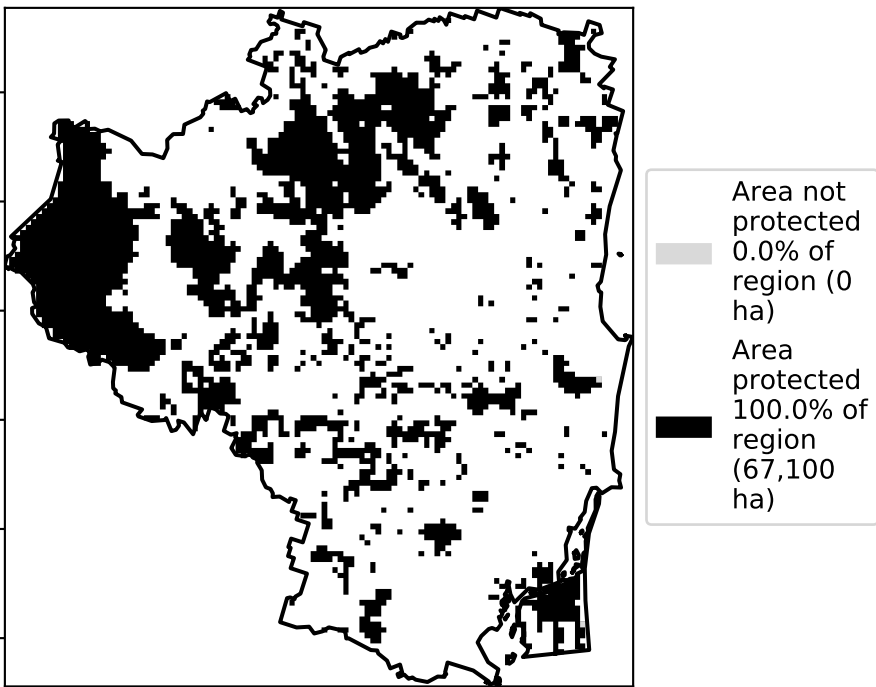 Area not
protected
0.0% of
region (0
ha)
Area
protected
100.0% of
region
(67,100
ha)